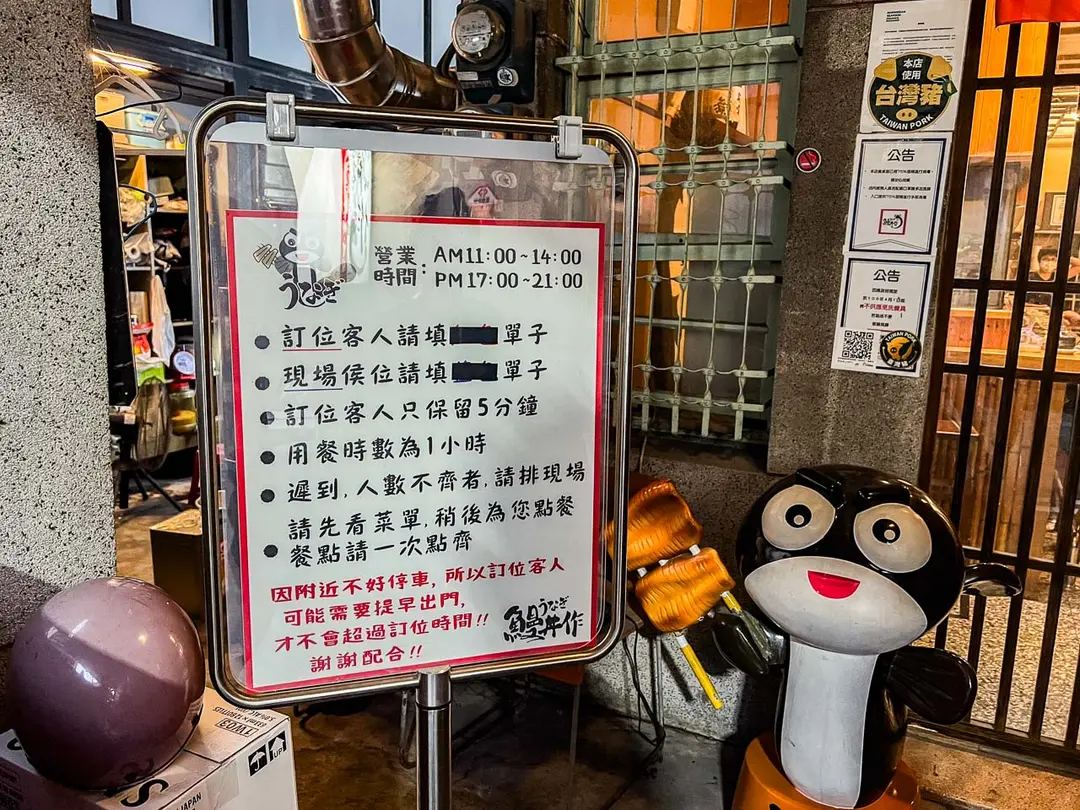 うなぎ
營業時間：
AM11:00～14:00
PM17:00～21:00
訂位客人請填 單子
現場侯位請填 單子
訂位客人只保留5分鐘
用餐時數為1小時
遲到，人數不齊者，請排現場
請先看菜單，稍後為您點餐
餐點請一次點齊
因附近不好停車，所以訂位客人
可能需要提早出門，
才不會超過訂位時間!!
謝謝配合!!
うなぎ
鰻丼作
本店
使用
台灣豬
TAIWAN PORK
公告
公告
TAIWAN PORK
UP
JAPAN